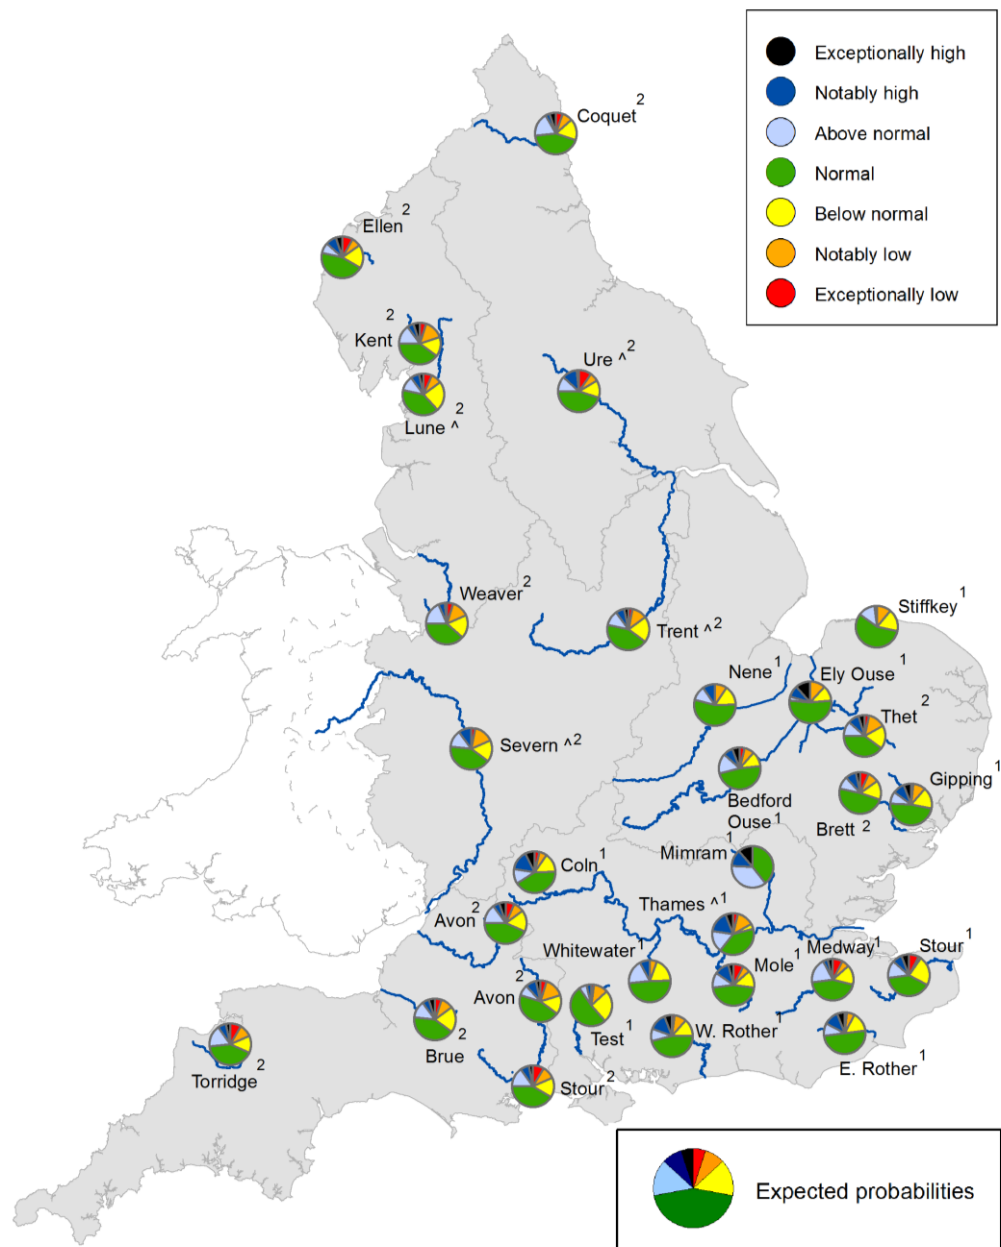 Exceptionally high
Notably high
Above normal
Normal
Below normal
Notably low
Exceptionally low
Coquet 2
Ellen 2
Kent 2
Ure ^ 2
Lune ^ 2
Weaver 2
Trent ^ 2
Stiffkey 1
Nene 1
Ely Ouse 1
Thet 2
Severn ^ 2
Gipping 1
Bedford
Ouse 1
Brett 2
Mimram 1
Coln 1
Thames ^ 1
Avon 2
Whitewater 1
Medway 1
Stour 1
Mole 1
Avon 2
Test 1
W. Rother 1
Brue 2
E. Rother 1
Torridge 2
Stour 2
Expected probabilities